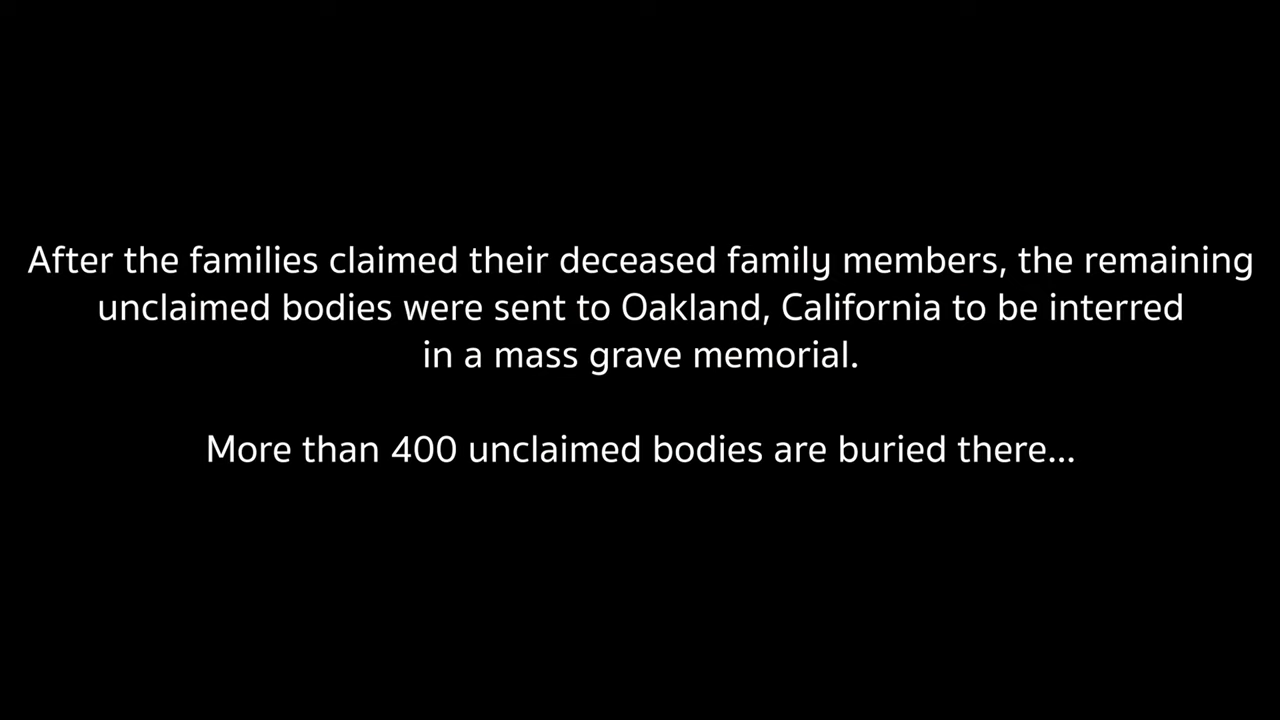 After the families claimed their deceased family members, the remaining
unclaimed bodies were sent to Oakland, California to be interred
in a mass grave memorial.
More than 400 unclaimed bodies are buried there...